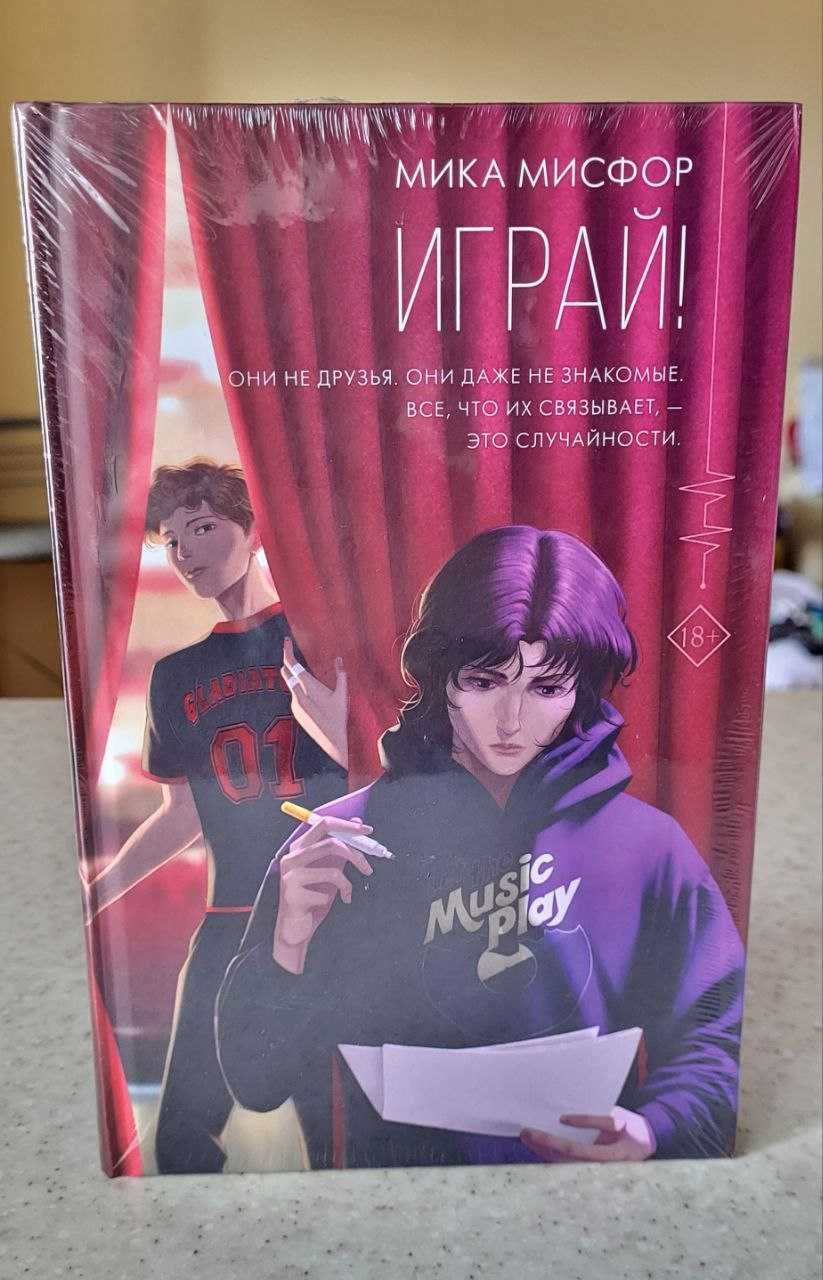 МИКА МИСФОР
ИГРАЙ!
ОНИ НЕ ДРУЗЬЯ. ОНИ ДАЖЕ НЕ ЗНАКОМЫЕ.
ВСЕ, ЧТО ИХ СВЯЗЫВАЕТ, —
ЭТО СЛУЧАЙНОСТИ.
18+
01
Music
Play